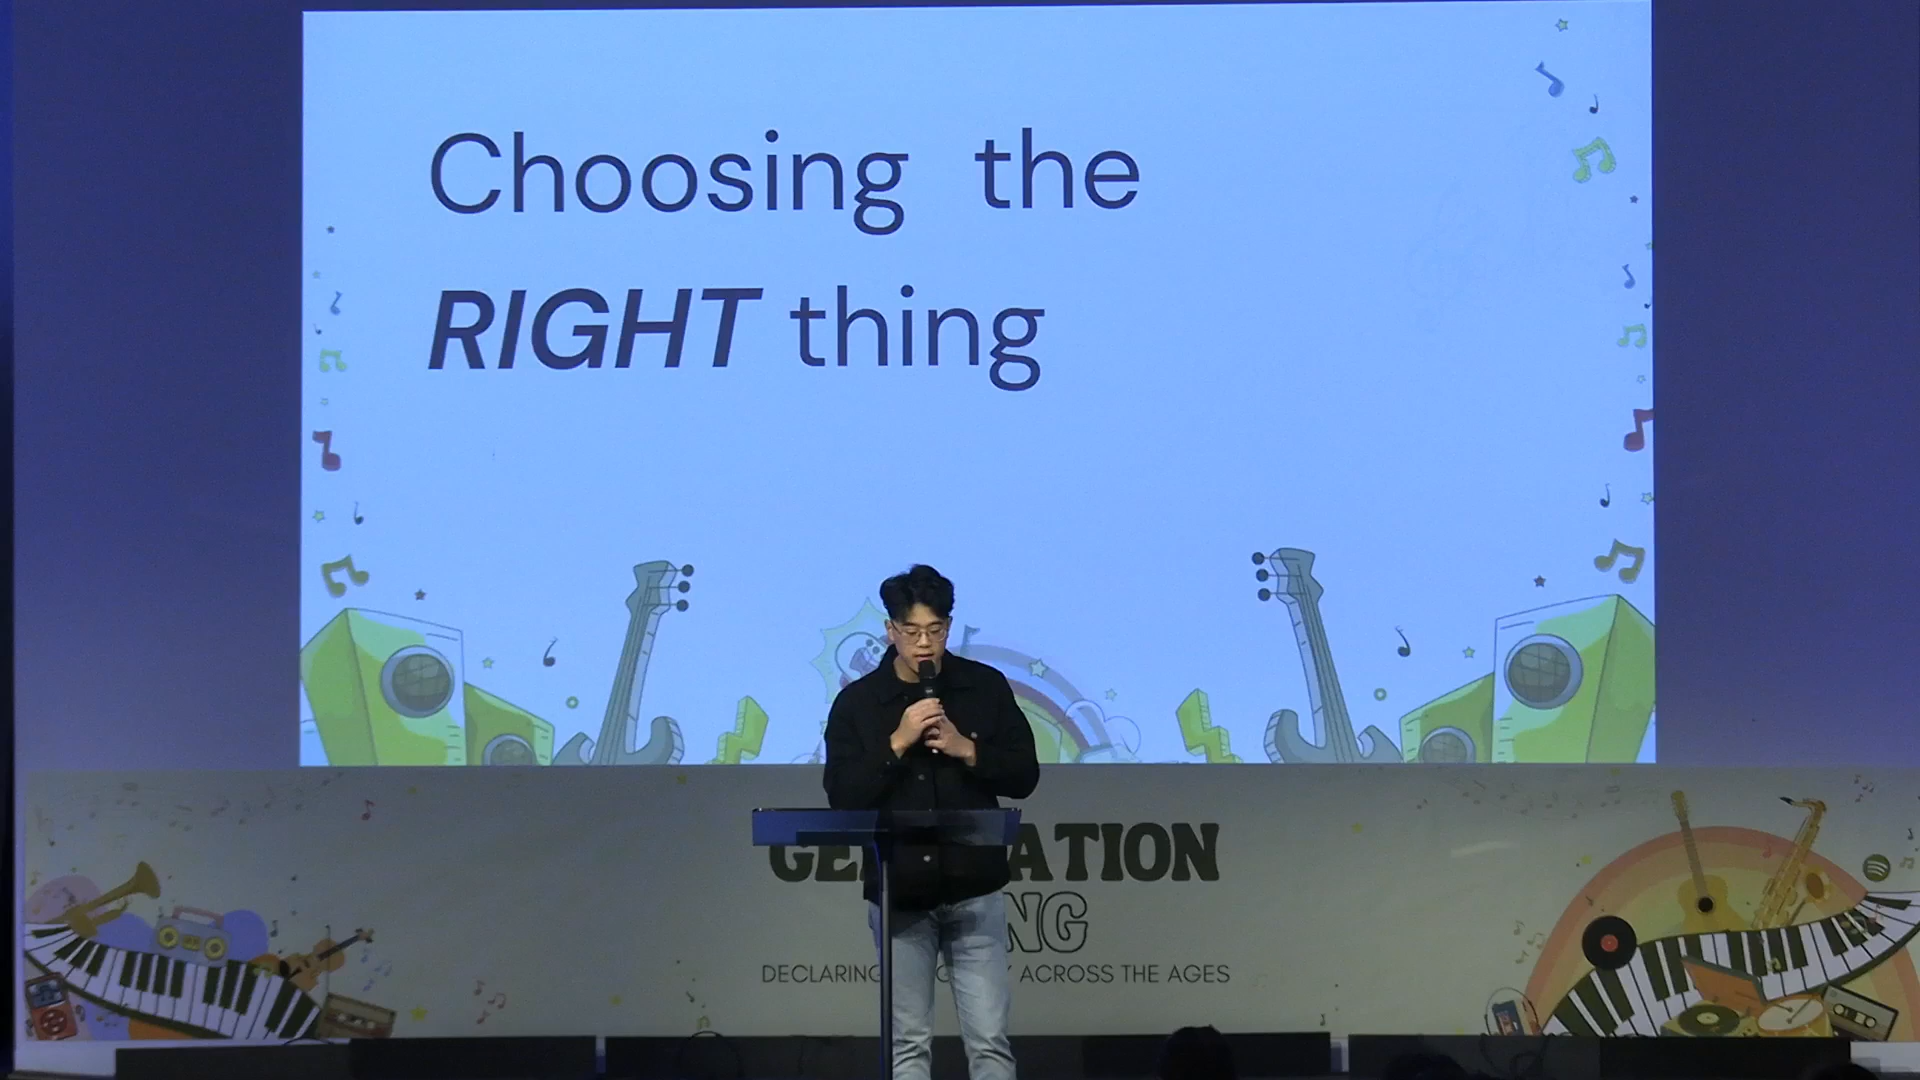 Choosing the
RIGHT thing
ATION
NG
DECLARING ACROSS THE AGES